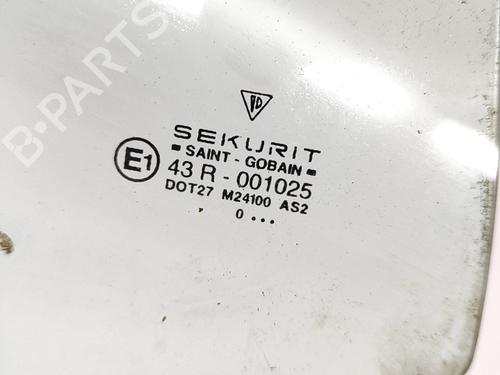 B-PARTS
SEKURIT
SAINT - GOBAIN
E1 43 R - 001025
DOT27 M24100 AS2
0 ...